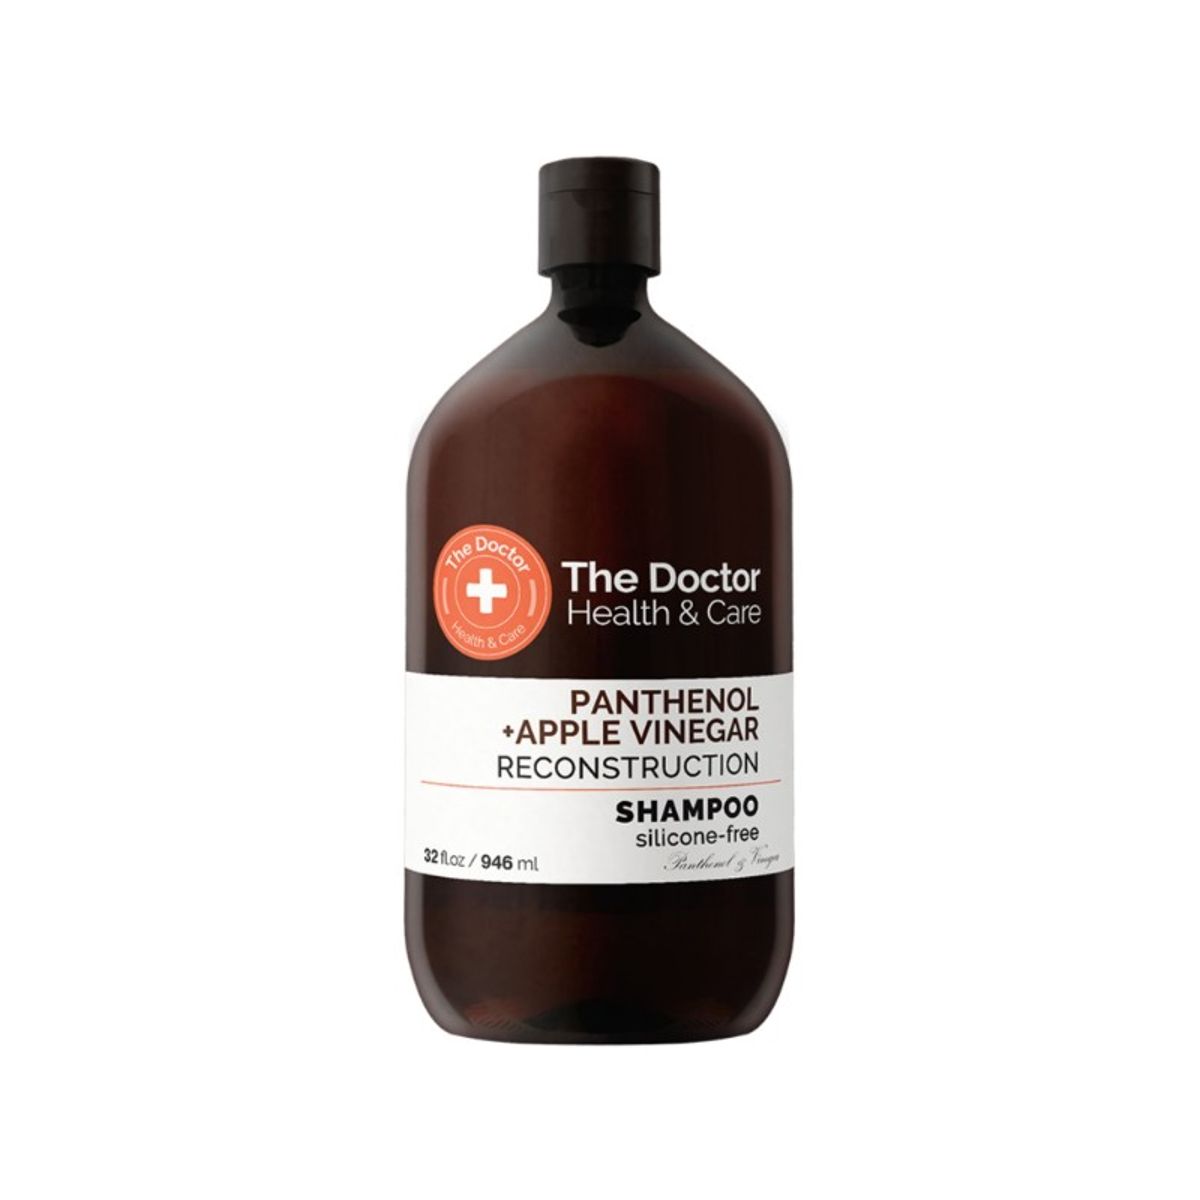 The Doctor
Health & Care
The Doctor
Health & Care
PANTHENOL
+APPLE VINEGAR
RECONSTRUCTION
SHAMPOO
silicone-free
32 fl.oz / 946 ml
Panthenol & Vinegar